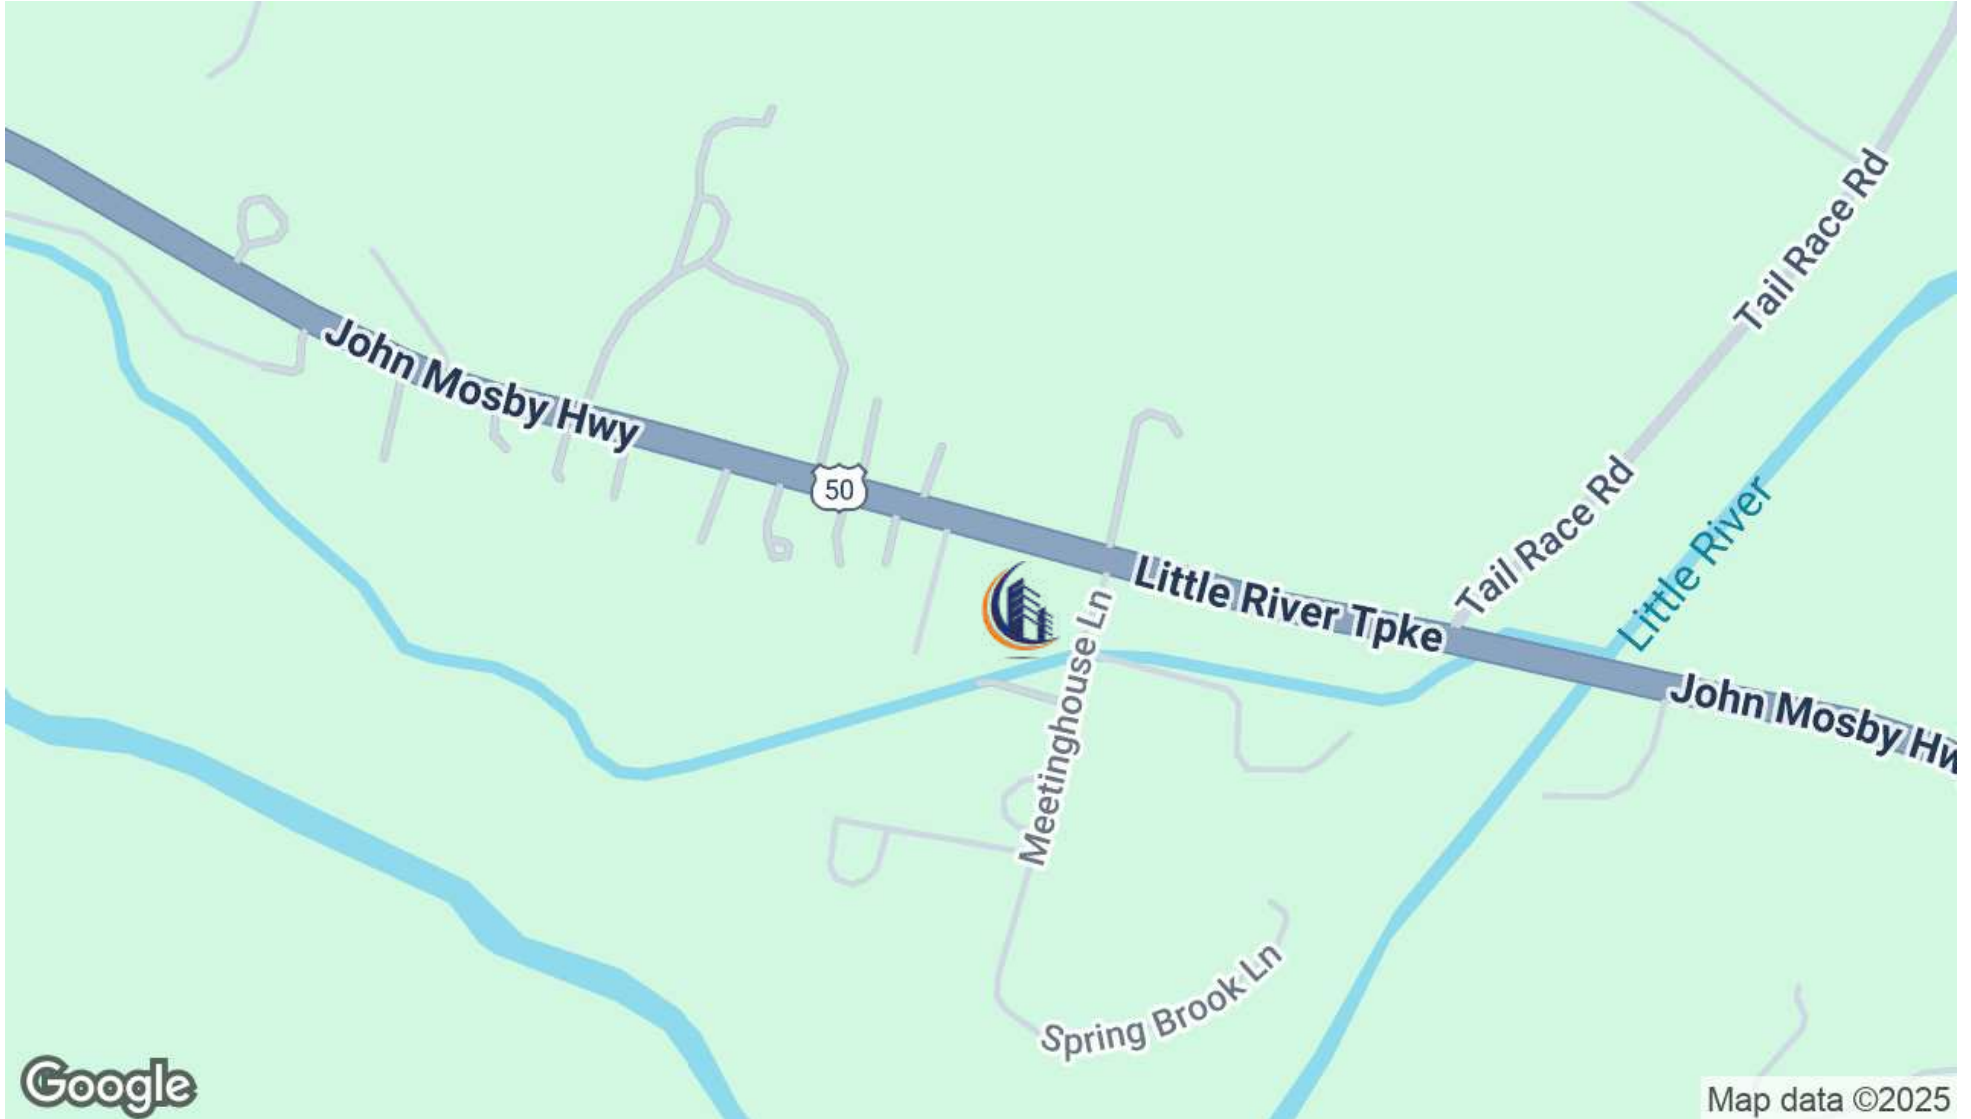 Tail Race Rd
John Mosby Hwy
50
Tail Race Rd
Little River
Little River Tpke
Meetinghouse Ln
John Mosby Hw
Spring Brook Ln
Google
Map data ©2025